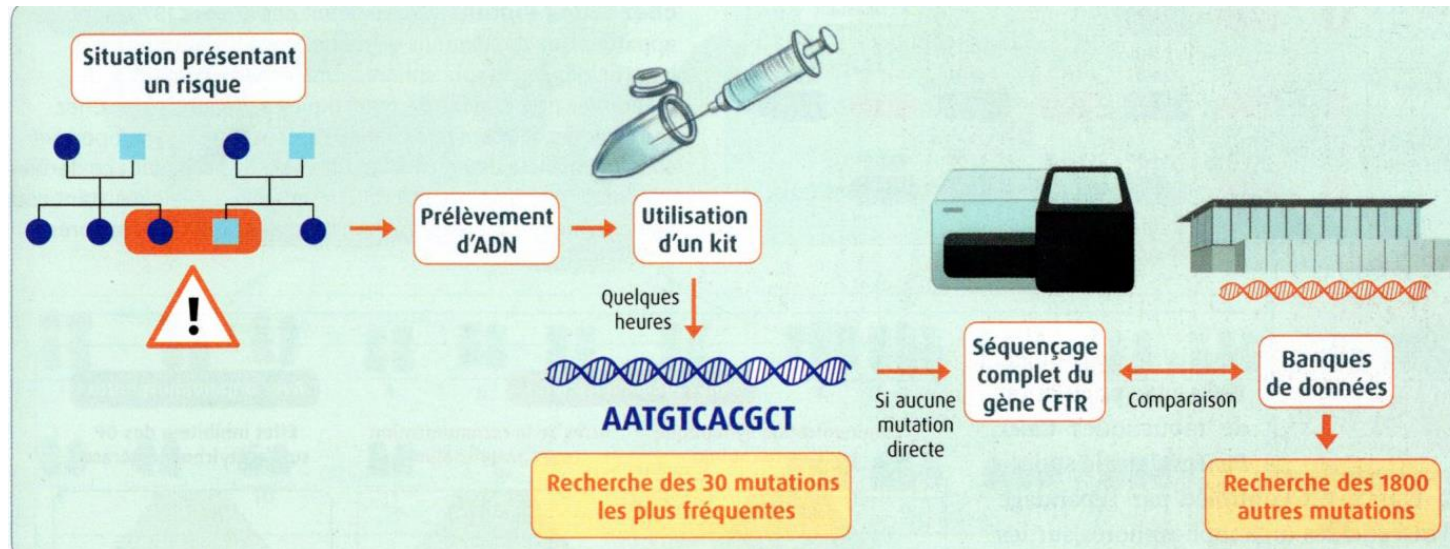 Situation présentant
un risque
!
Prélèvement
d'ADN
Utilisation
d'un kit
Quelques
heures
AATGTCACGCT
Recherche des 30 mutations
les plus fréquentes
Si aucune
mutation
directe
Séquençage
complet du
gène CFTR
Comparaison
Banques
de données
Recherche des 1800
autres mutations